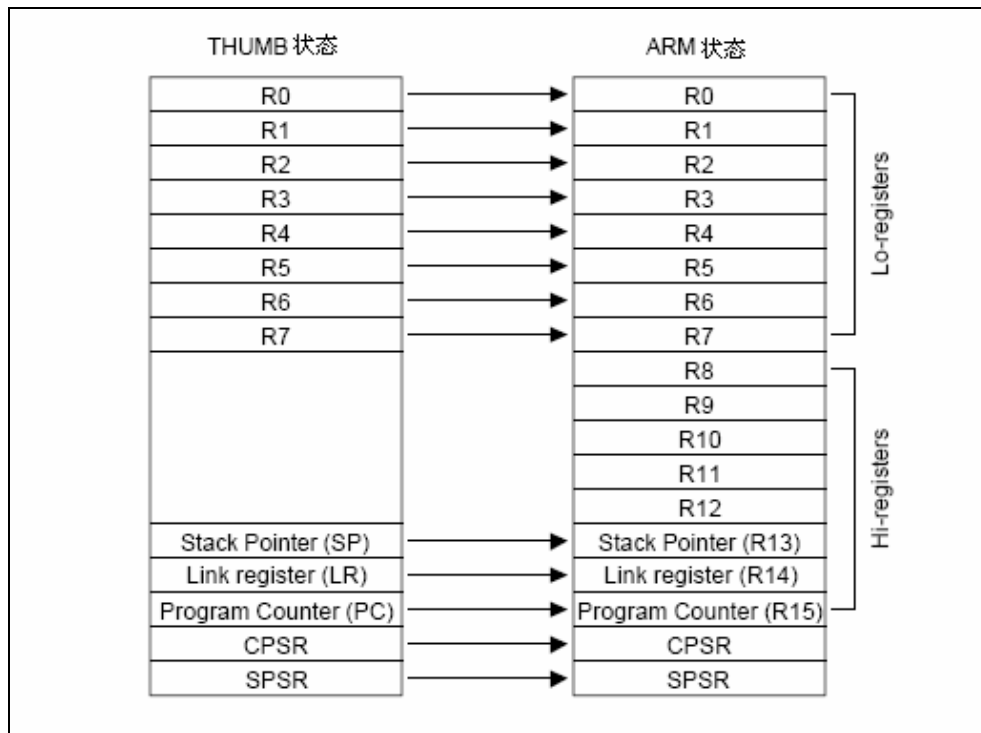 THUMB 状态
ARM 状态
R0
R0
R1
R1
R2
R2
R3
R3
R4
R4
R5
R5
R6
R6
R7
R7
Lo-registers
R8
R9
R10
R11
R12
Stack Pointer (SP)
Stack Pointer (R13)
Link register (LR)
Link register (R14)
Program Counter (PC)
Program Counter (R15)
Hi-registers
CPSR
CPSR
SPSR
SPSR